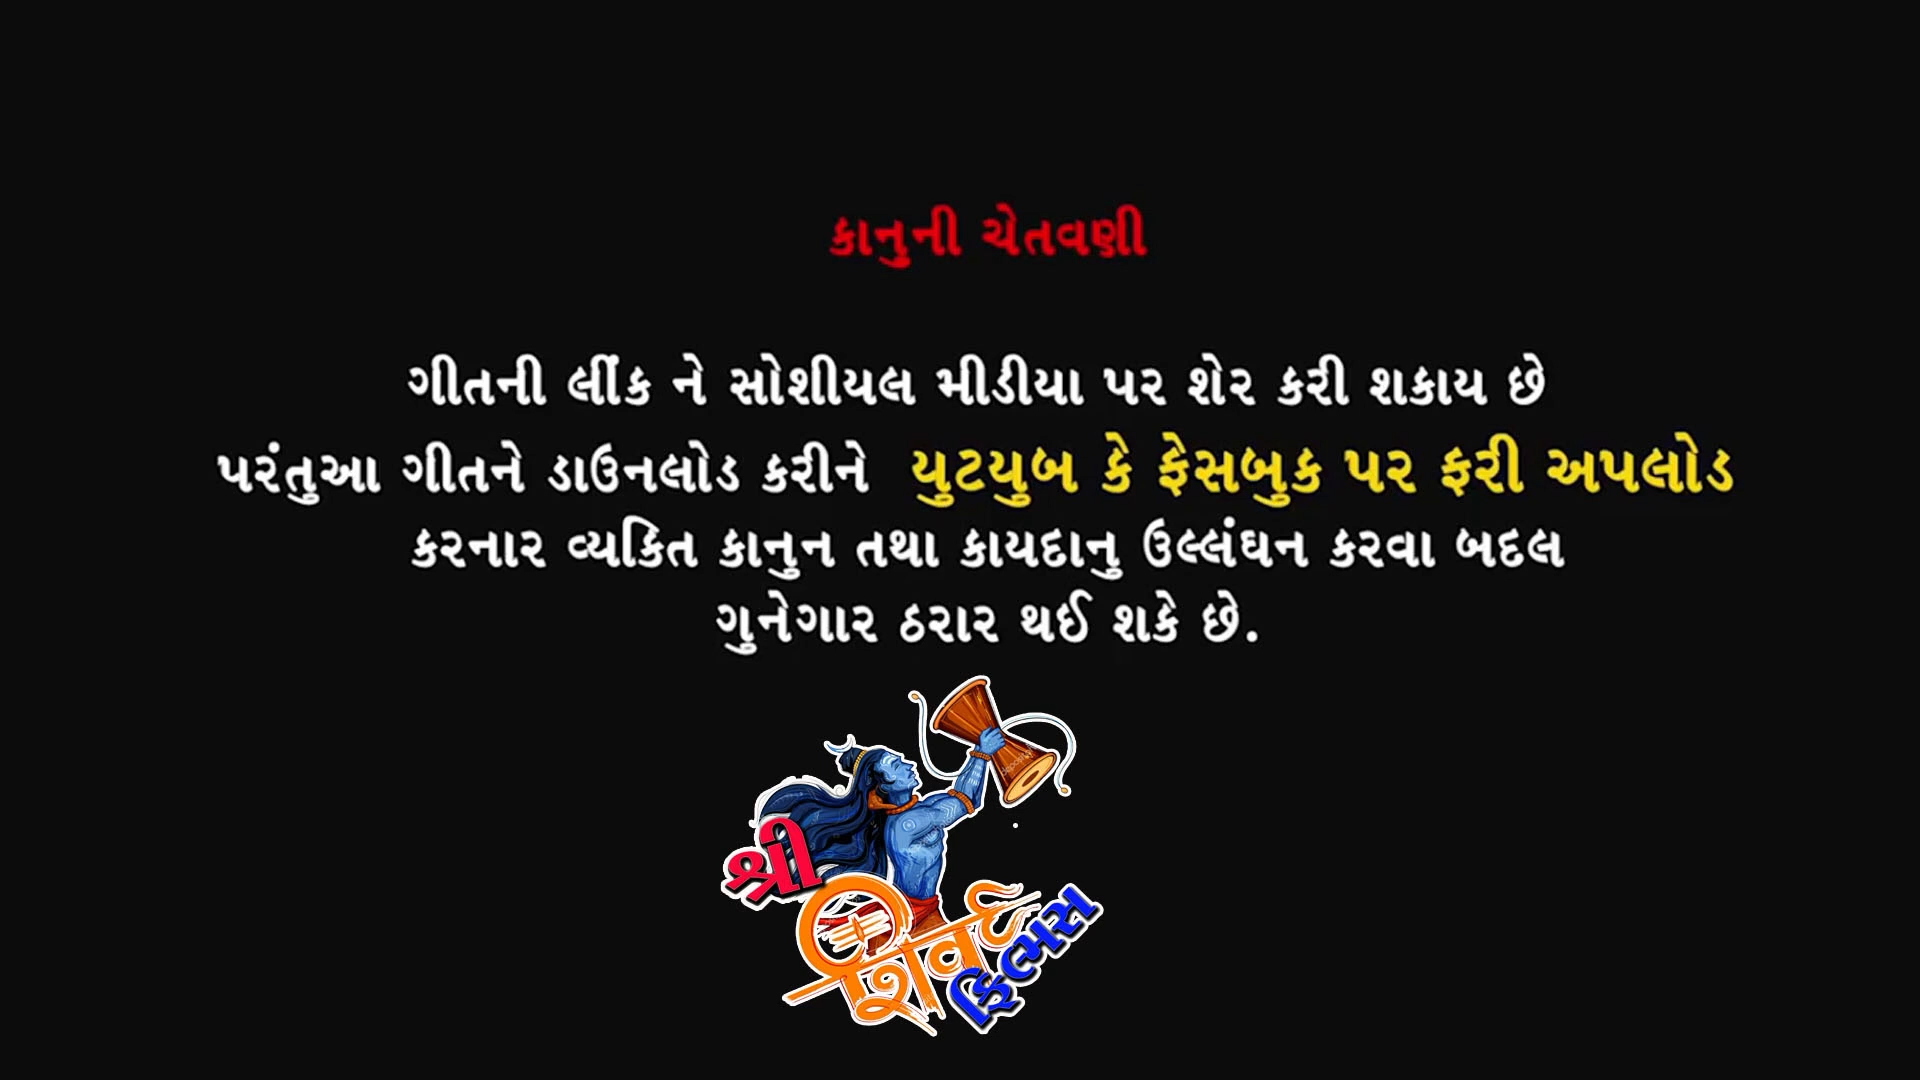 કાનુની ચેતવણી
ગીતની લીંક ને સોશીયલ મીડીયા પર શેર કરી શકાય છે
પરંતુઆ ગીતને ડાઉનલોડ કરીને યુટયુબ કે ફેસબુક પર ફરી અપલોડ
કરનાર વ્યકિત કાનુન તથા કાયદાનુ ઉલ્લંઘન કરવા બદલ
ગુનેગાર ઠરાર થઈ શકે છે.
શ્રી
ફિલ્મસ